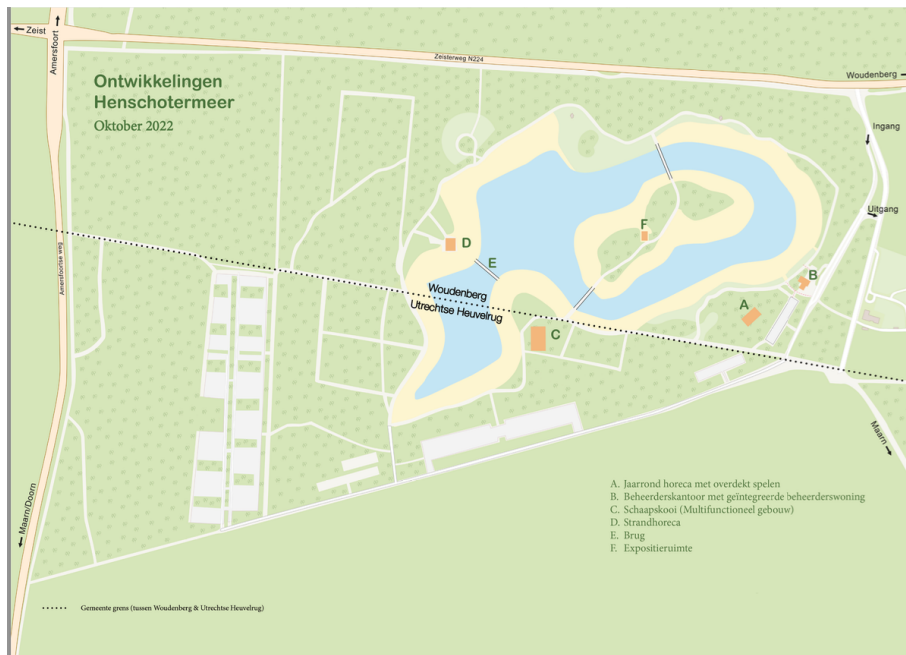 Zeist
Amersfoort
Zeisterweg N224
Woudenberg
Ontwikkelingen
Henschotermeer
Oktober 2022
Ingang
Uitgang
F
D
E
B
Amersfoortse weg
Woudenberg
Utrechtse Heuvelrug
A
C
Maarn
Maarn/Doorn
A. Jaarrond horeca met overdekt spelen
B. Beheerderskantoor met geïntegreerde beheerderswoning
C. Schaapskooi (Multifunctioneel gebouw)
D. Strandhoreca
E. Brug
F. Expositieruimte
Gemeente grens (tussen Woudenberg & Utrechtse Heuvelrug)